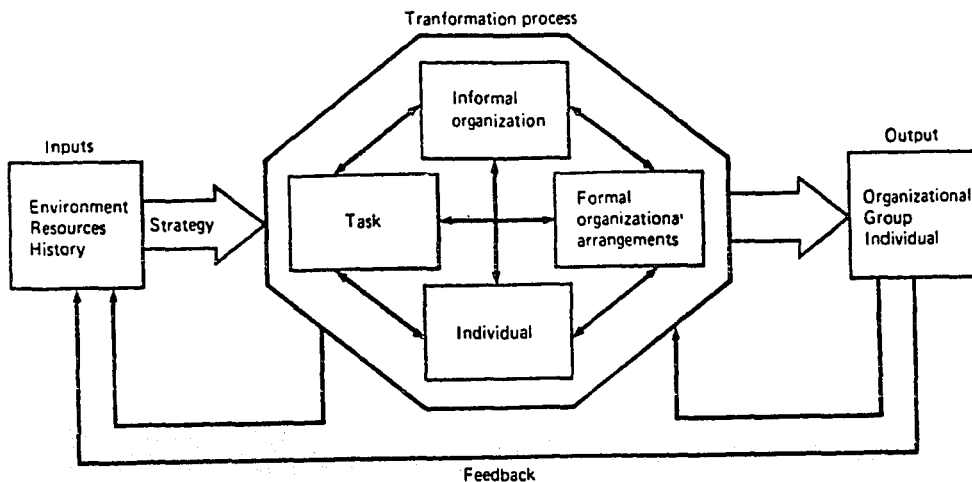 Tranformation process
Inputs
Environment
Resources
History
Strategy
Informal
organization
Task
Formal
organizationa'
arrangements
Individual
Output
Organizational
Group
Individual
Feedback